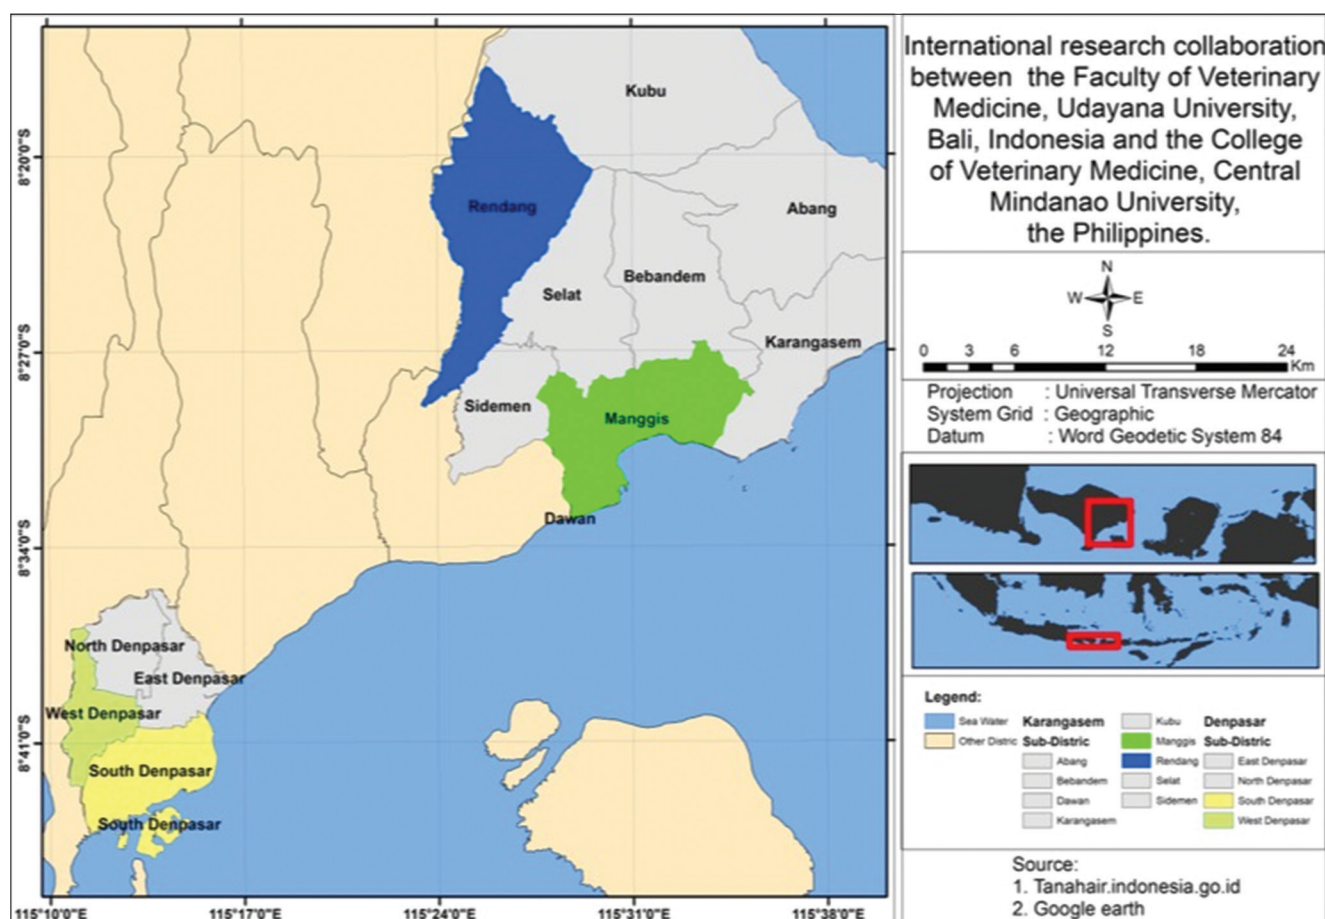 Kubu
Abang
Rendang
Bebandem
Selat
Karangasem
Sidemen
Manggis
Dawan
North Denpasar
East Denpasar
West Denpasar
South Denpasar
South Denpasar
8°20'0"S
8°27'0"S
8°34'0"S
8°41'0"S
115°10'0"E
115°17'0"E
115°24'0"E
115°31'0"E
115°38'0"E
International research collaboration
between the Faculty of Veterinary
Medicine, Udayana University,
Bali, Indonesia and the College
of Veterinary Medicine, Central
Mindanao University,
the Philippines.
N
W E
S
0 3 6 12 18 24
Km
Projection : Universal Transverse Mercator
System Grid : Geographic
Datum : Word Geodetic System 84
Legend:
Sea Water
Other Distric
Karangasem
Sub-Distric
Abang
Bebandem
Dawan
Karangasem
Kubu
Manggis
Rendang
Selat
Sidemen
Denpasar
Sub-Distric
East Denpasar
North Denpasar
South Denpasar
West Denpasar
Source:
1. Tanahair.indonesia.go.id
2. Google earth